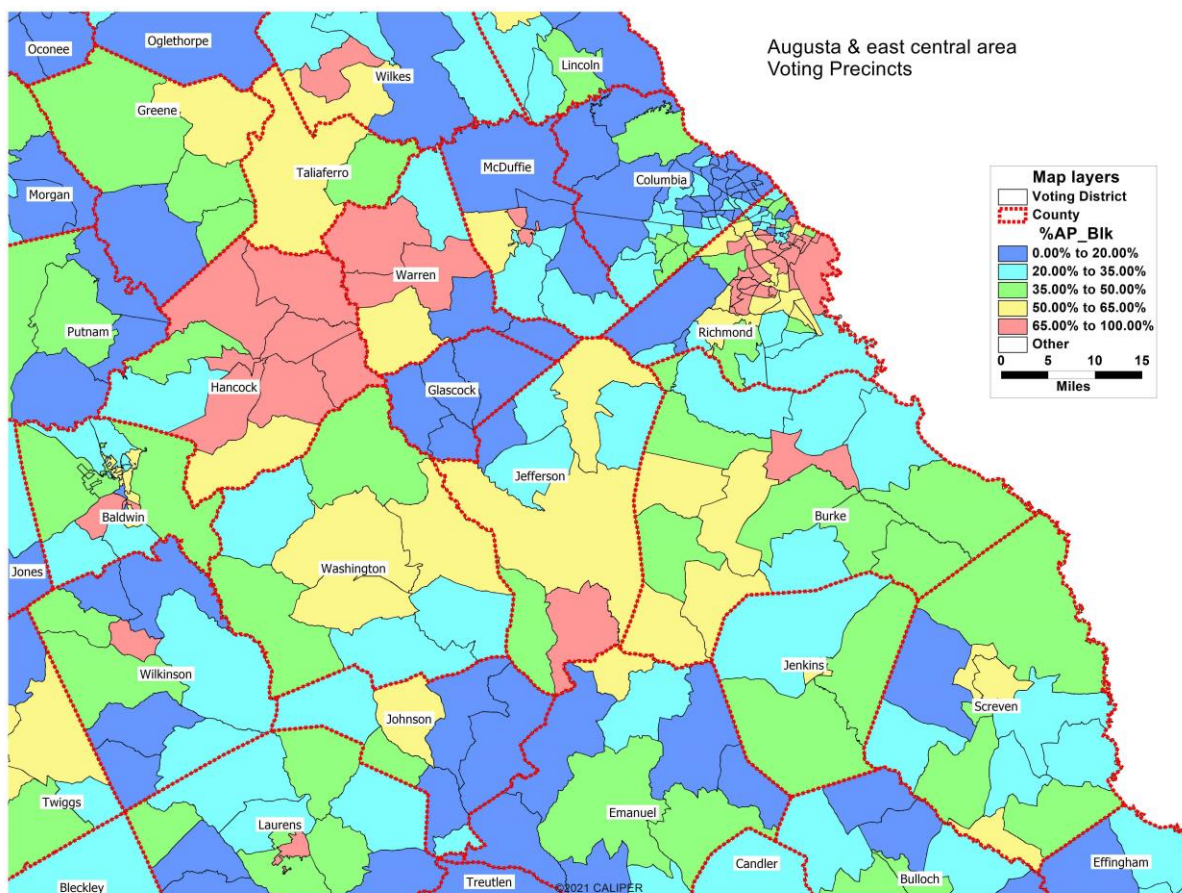 Augusta & east central area
Voting Precincts
Map layers
Voting District
County
%AP_Blk
0.00% to 20.00%
20.00% to 35.00%
35.00% to 50.00%
50.00% to 65.00%
65.00% to 100.00%
Other
0 5 10 15
Miles
Oconee
Oglethorpe
Wilkes
Lincoln
Greene
Taliaferro
McDuffie
Columbia
Morgan
Warren
Putnam
Richmond
Hancock
Glascock
Jefferson
Baldwin
Burke
Jones
Washington
Wilkinson
Jenkins
Screven
Johnson
Twiggs
Laurens
Emanuel
Candler
Effingham
Bulloch
Treutlen
Bleckley
©2021 CALIPER